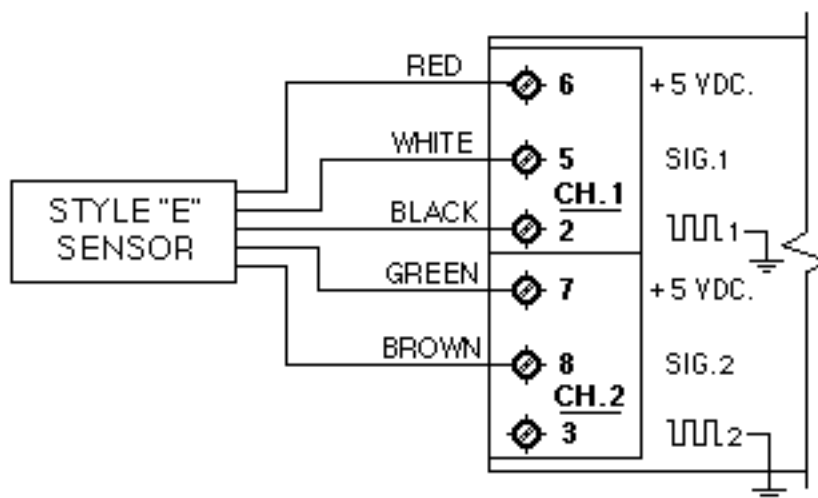 RED
6
+5 VDC.
WHITE
5
SIG.1
CH.1
STYLE "E"
SENSOR
BLACK
2
1
GREEN
7
+5 VDC.
BROWN
8
SIG.2
CH.2
3
2